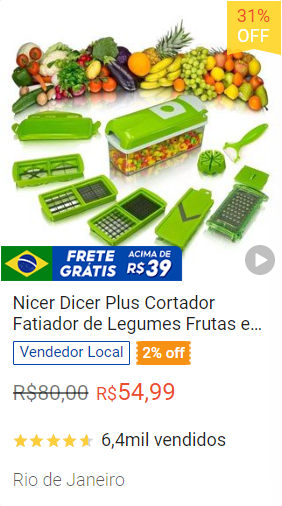 31%
OFF
FRETE
GRÁTIS
ACIMA DE
R$39
Nicer Dicer Plus Cortador
Fatiador de Legumes Frutas e...
Vendedor Local
2% off
R$80,00 R$54,99
6,4mil vendidos
Rio de Janeiro